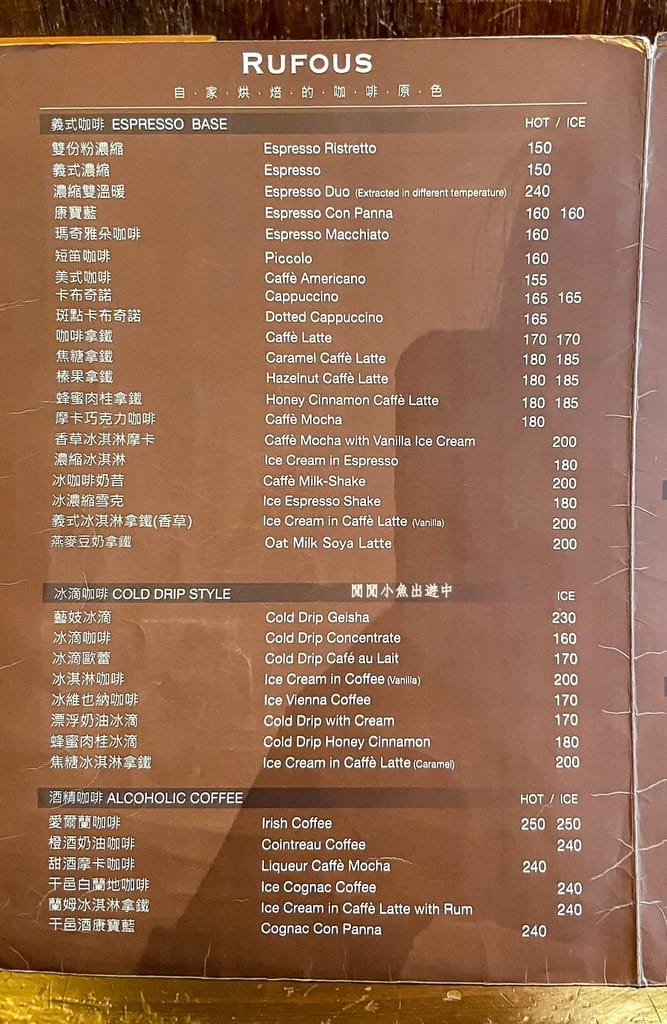 RUFOUS
自‧家‧烘‧焙‧的‧咖‧啡‧原‧色
義式咖啡 ESPRESSO BASE HOT / ICE
雙份粉濃縮 Espresso Ristretto 150
義式濃縮 Espresso 150
濃縮雙溫暖 Espresso Duo (Extracted in different temperature) 240
康寶藍 Espresso Con Panna 160 160
瑪奇雅朵咖啡 Espresso Macchiato 160
短笛咖啡 Piccolo 160
美式咖啡 Caffè Americano 155
卡布奇諾 Cappuccino 165 165
斑點卡布奇諾 Dotted Cappuccino 165
咖啡拿鐵 Caffè Latte 170 170
焦糖拿鐵 Caramel Caffè Latte 180 185
榛果拿鐵 Hazelnut Caffè Latte 180 185
蜂蜜肉桂拿鐵 Honey Cinnamon Caffè Latte 180 185
摩卡巧克力咖啡 Caffè Mocha 180
香草冰淇淋摩卡 Caffè Mocha with Vanilla Ice Cream 200
濃縮冰淇淋 Ice Cream in Espresso 180
冰咖啡奶昔 Caffè Milk-Shake 200
冰濃縮雪克 Ice Espresso Shake 180
義式冰淇淋拿鐵(香草) Ice Cream in Caffè Latte (Vanilla) 200
燕麥豆奶拿鐵 Oat Milk Soya Latte 200
冰滴咖啡 COLD DRIP STYLE 閒閒小魚出遊中 ICE
藝妓冰滴 Cold Drip Geisha 230
冰滴咖啡 Cold Drip Concentrate 160
冰滴歐蕾 Cold Drip Café au Lait 170
冰淇淋咖啡 Ice Cream in Coffee (Vanilla) 200
冰維也納咖啡 Ice Vienna Coffee 170
漂浮奶油冰滴 Cold Drip with Cream 170
蜂蜜肉桂冰滴 Cold Drip Honey Cinnamon 180
焦糖冰淇淋拿鐵 Ice Cream in Caffè Latte (Caramel) 200
酒精咖啡 ALCOHOLIC COFFEE HOT / ICE
愛爾蘭咖啡 Irish Coffee 250 250
橙酒奶油咖啡 Cointreau Coffee 240
甜酒摩卡咖啡 Liqueur Caffè Mocha 240
干邑白蘭地咖啡 Ice Cognac Coffee 240
蘭姆冰淇淋拿鐵 Ice Cream in Caffè Latte with Rum 240
干邑酒康寶藍 Cognac Con Panna 240